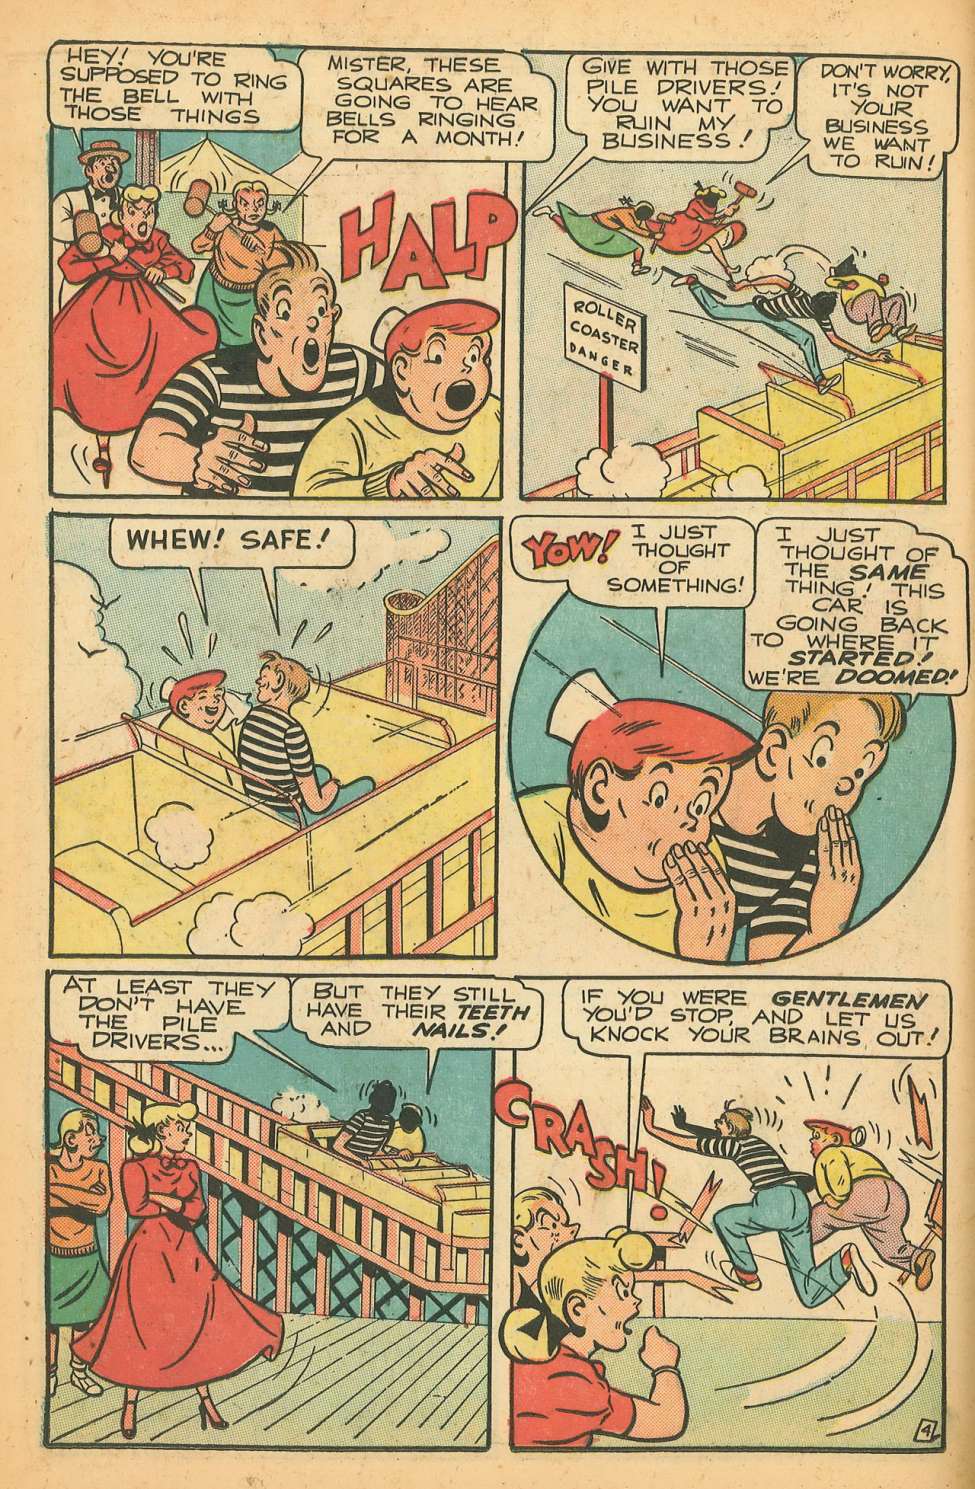 HEY! YOU'RE
SUPPOSED TO RING
THE BELL WITH
THOSE THINGS
MISTER, THESE
SQUARES ARE
GOING TO HEAR
BELLS RINGING
FOR A MONTH!
HALP
GIVE WITH THOSE
PILE DRIVERS!
YOU WANT TO
RUIN MY
BUSINESS!
DON'T WORRY,
IT'S NOT
YOUR
BUSINESS
WE WANT
TO RUIN!
ROLLER
COASTER
DANGER
WHEW! SAFE!
YOW! I JUST
THOUGHT
OF
SOMETHING!
I JUST
THOUGHT OF
THE SAME
THING! THIS
CAR IS
GOING BACK
TO WHERE IT
STARTED!
WE'RE DOOMED!
AT LEAST THEY
DON'T HAVE
THE PILE
DRIVERS...
BUT THEY STILL
HAVE THEIR TEETH
AND NAILS!
CRASH!
IF YOU WERE GENTLEMEN
YOU'D STOP, AND LET US
KNOCK YOUR BRAINS OUT!
4